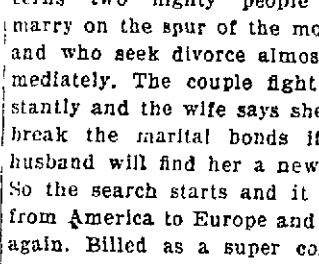 two highty people
marry on the spur of the mo
and who seek divorce almos
mediately. The couple fight
stantly and the wife says she
break the marital bonds if
husband will find her a new
So the search starts and it
from America to Europe and
again. Billed as a super co